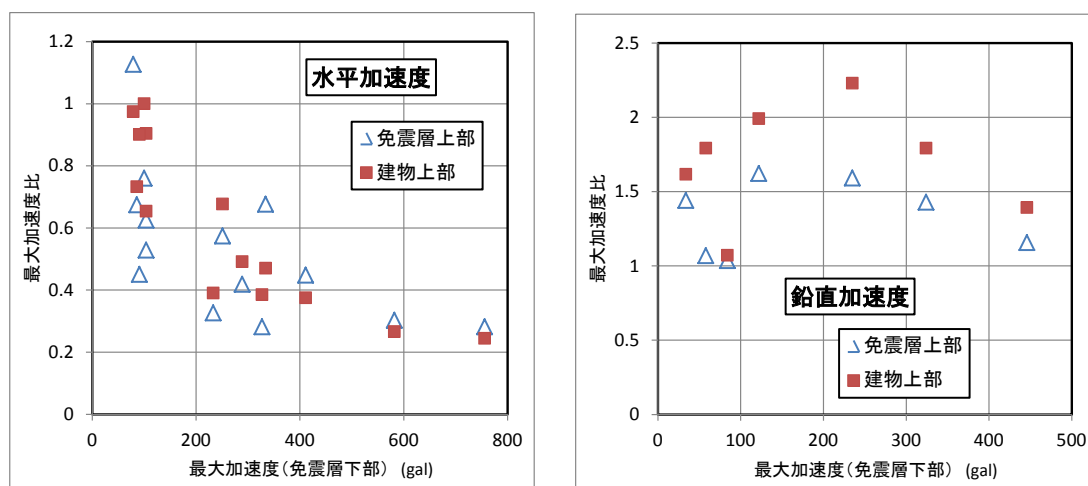 1.2
1
0.8
0.6
0.4
0.2
0
最大加速度比
水平加速度
免震層上部
建物上部
0 200 400 600 800
最大加速度(免震層下部) (gal)
2.5
2
1.5
1
0.5
0
最大加速度比
鉛直加速度
免震層上部
建物上部
0 100 200 300 400 500
最大加速度(免震層下部) (gal)